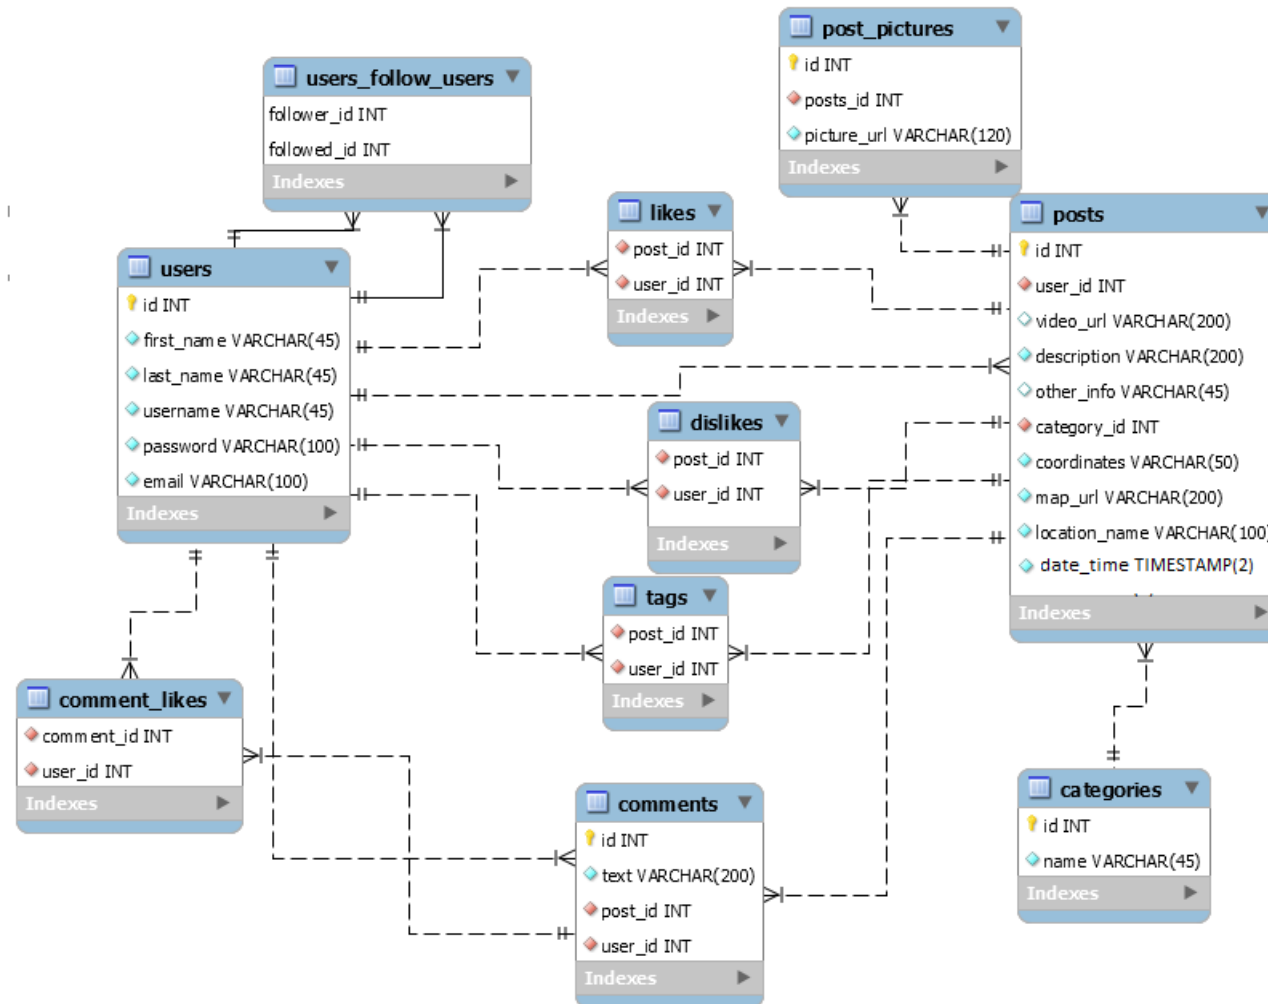 post_pictures
id INT
posts_id INT
picture_url VARCHAR(120)
Indexes
users_follow_users
follower_id INT
followed_id INT
Indexes
likes
post_id INT
user_id INT
Indexes
posts
id INT
user_id INT
video_url VARCHAR(200)
description VARCHAR(200)
other_info VARCHAR(45)
category_id INT
coordinates VARCHAR(50)
map_url VARCHAR(200)
location_name VARCHAR(100)
date_time TIMESTAMP(2)
Indexes
users
id INT
first_name VARCHAR(45)
last_name VARCHAR(45)
username VARCHAR(45)
password VARCHAR(100)
email VARCHAR(100)
Indexes
dislikes
post_id INT
user_id INT
Indexes
tags
post_id INT
user_id INT
Indexes
comment_likes
comment_id INT
user_id INT
Indexes
comments
id INT
text VARCHAR(200)
post_id INT
user_id INT
Indexes
categories
id INT
name VARCHAR(45)
Indexes